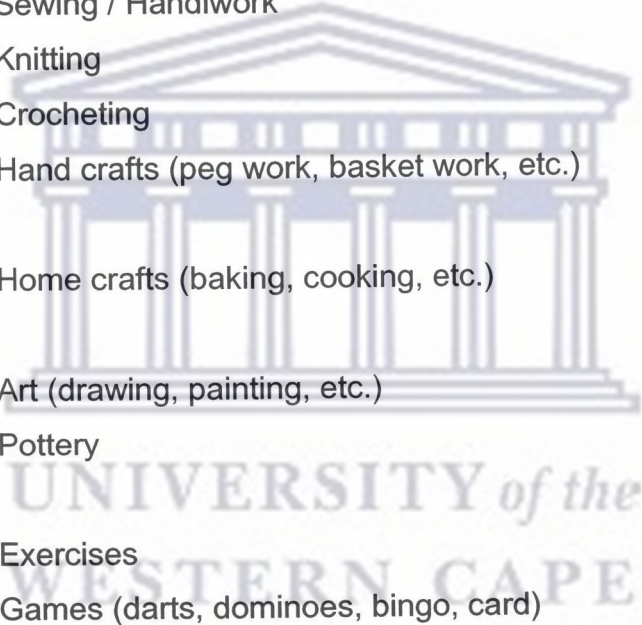 Sewing / Handiwork
Knitting
Crocheting
Hand crafts (peg work, basket work, etc.)
Home crafts (baking, cooking, etc.)
Art (drawing, painting, etc.)
Pottery
UNIVERSITY of the
Exercises
WESTERN CAPE
Games (darts, dominoes, bingo, card)